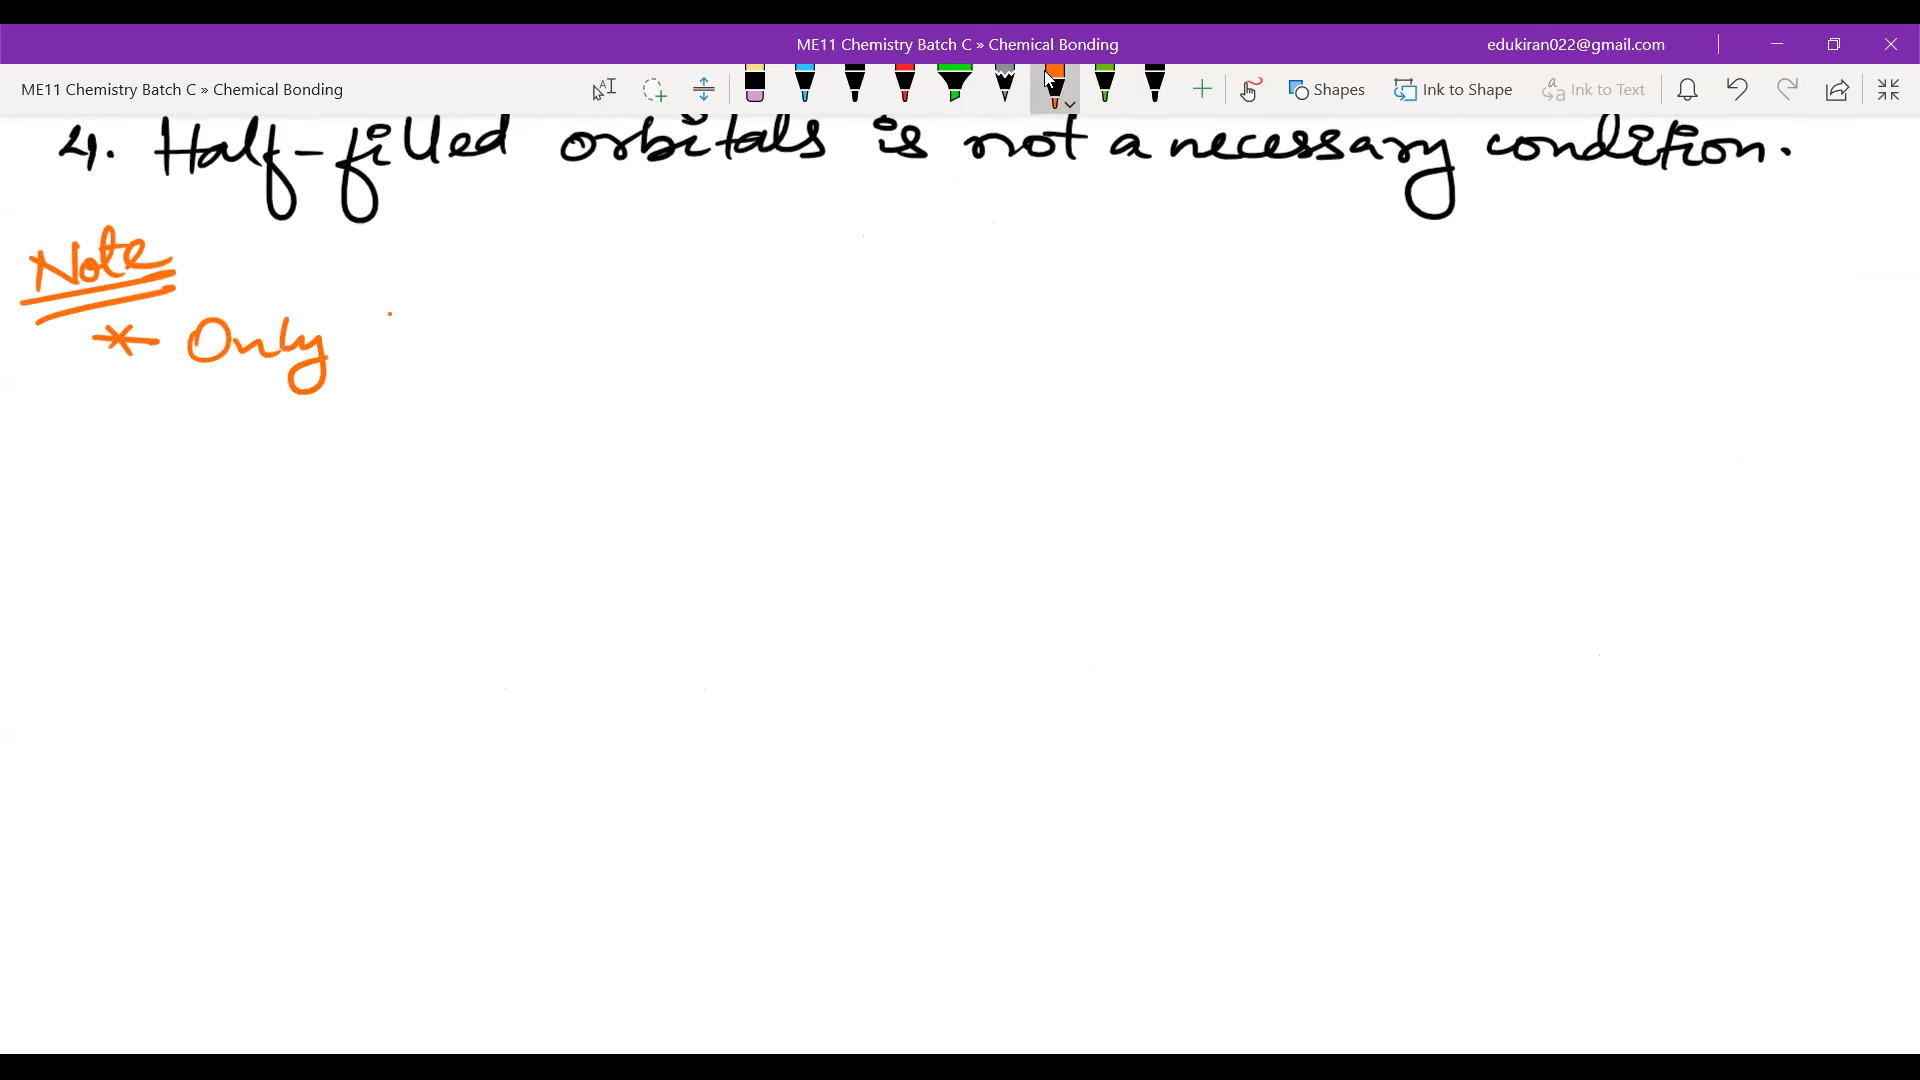 ME11 Chemistry Batch C » Chemical Bonding
edukiran022@gmail.com
ME11 Chemistry Batch C » Chemical Bonding
Shapes
Ink to Shape
Ink to Text
4. Half-filled orbitals is not a necessary condition.
Note
* Only